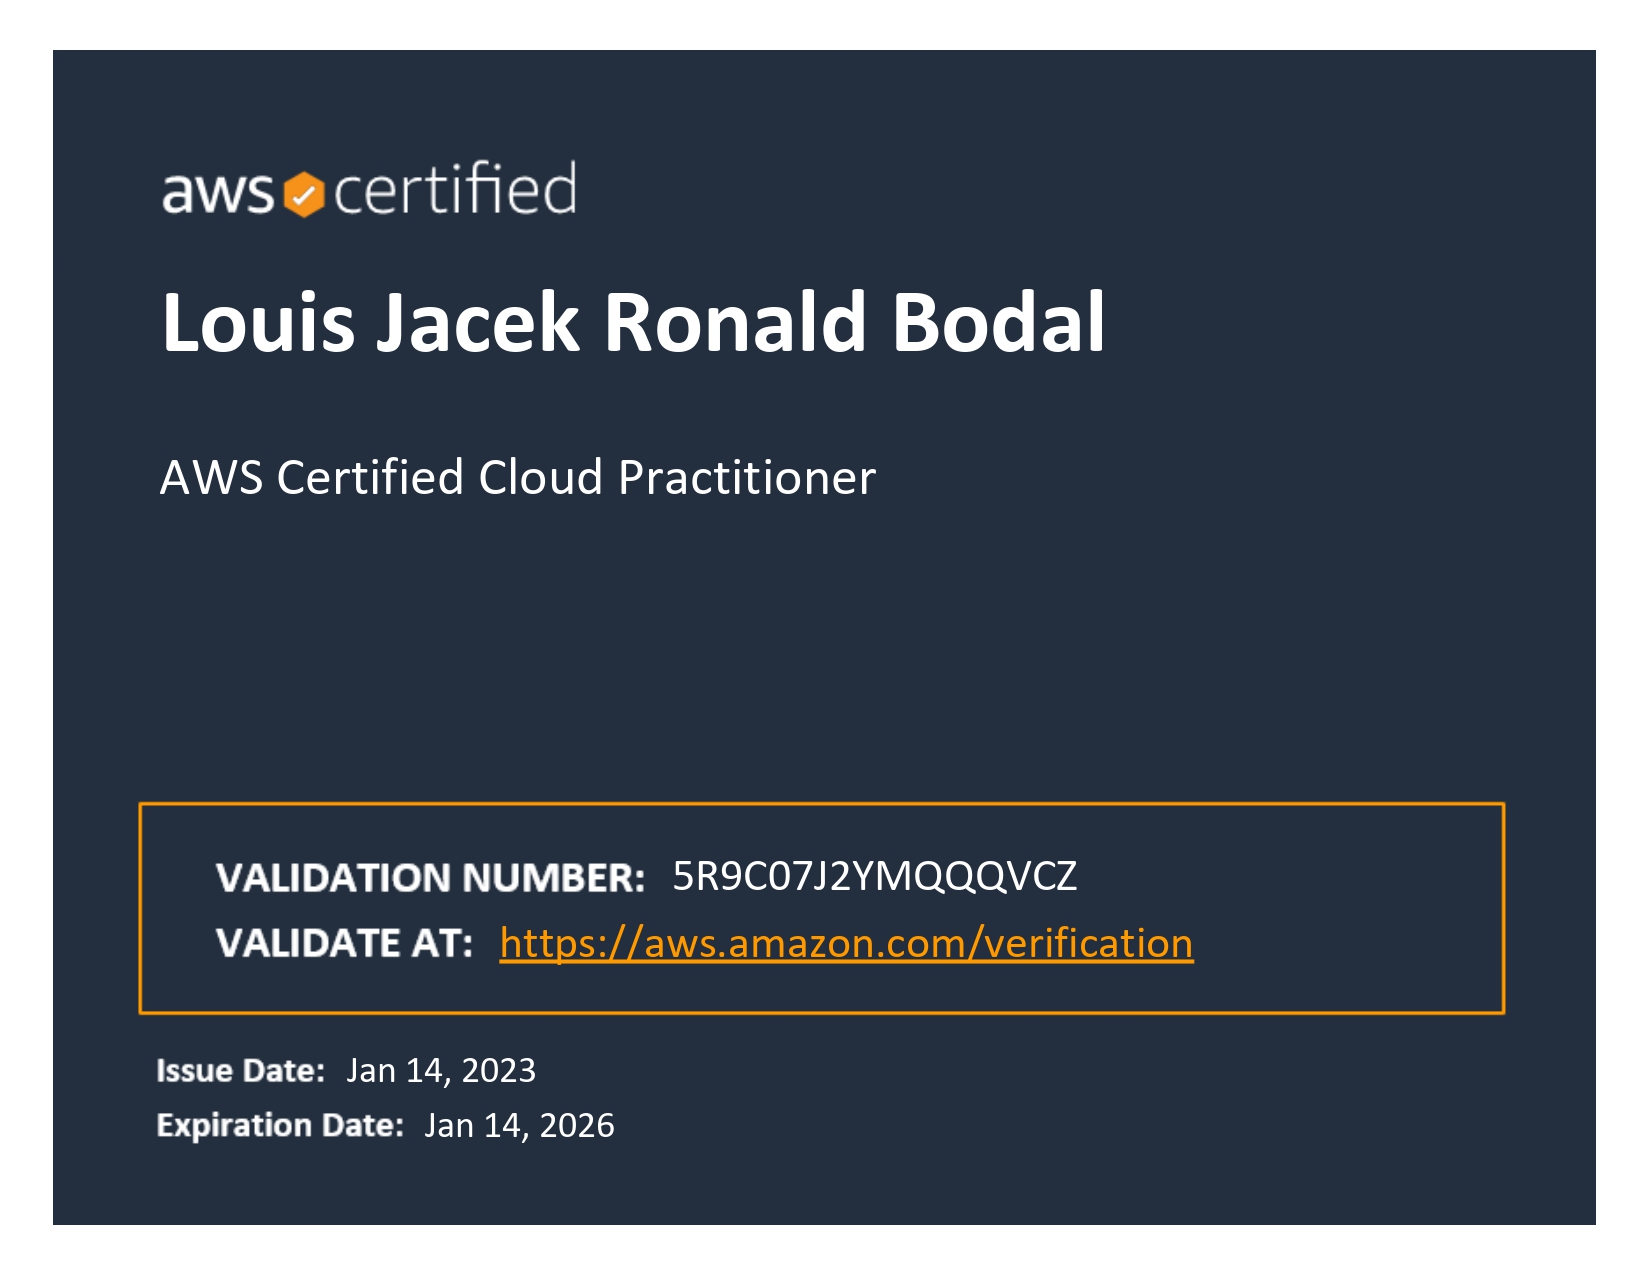 aws certified
Louis Jacek Ronald Bodal
AWS Certified Cloud Practitioner
VALIDATION NUMBER: 5R9C07J2YMQQQVCZ
VALIDATE AT: https://aws.amazon.com/verification
Issue Date: Jan 14, 2023
Expiration Date: Jan 14, 2026